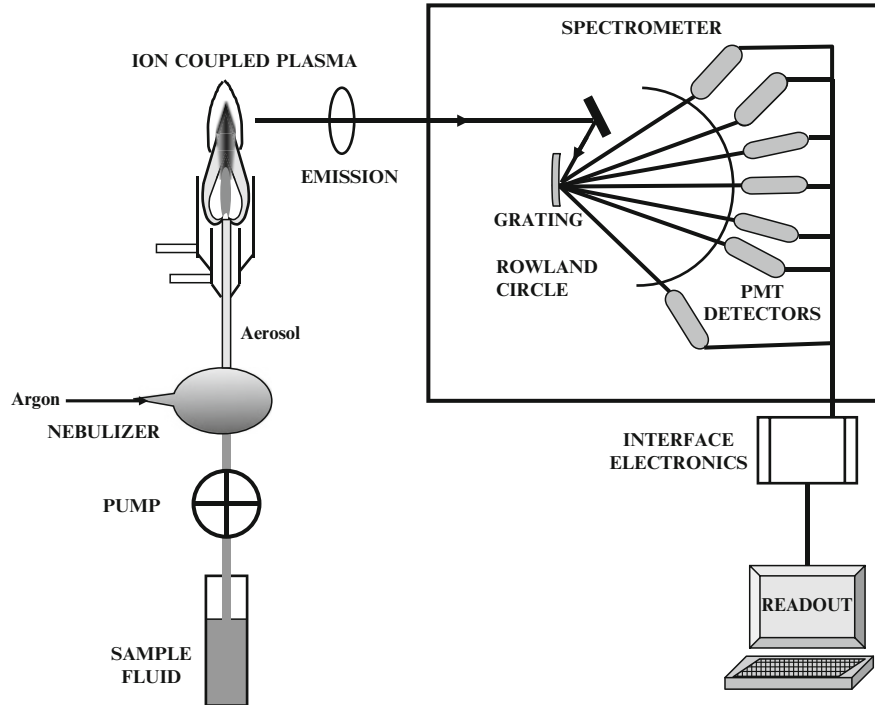 SPECTROMETER
ION COUPLED PLASMA
EMISSION
GRATING
ROWLAND
CIRCLE
PMT
DETECTORS
Aerosol
Argon
NEBULIZER
INTERFACE
ELECTRONICS
PUMP
READOUT
SAMPLE
FLUID